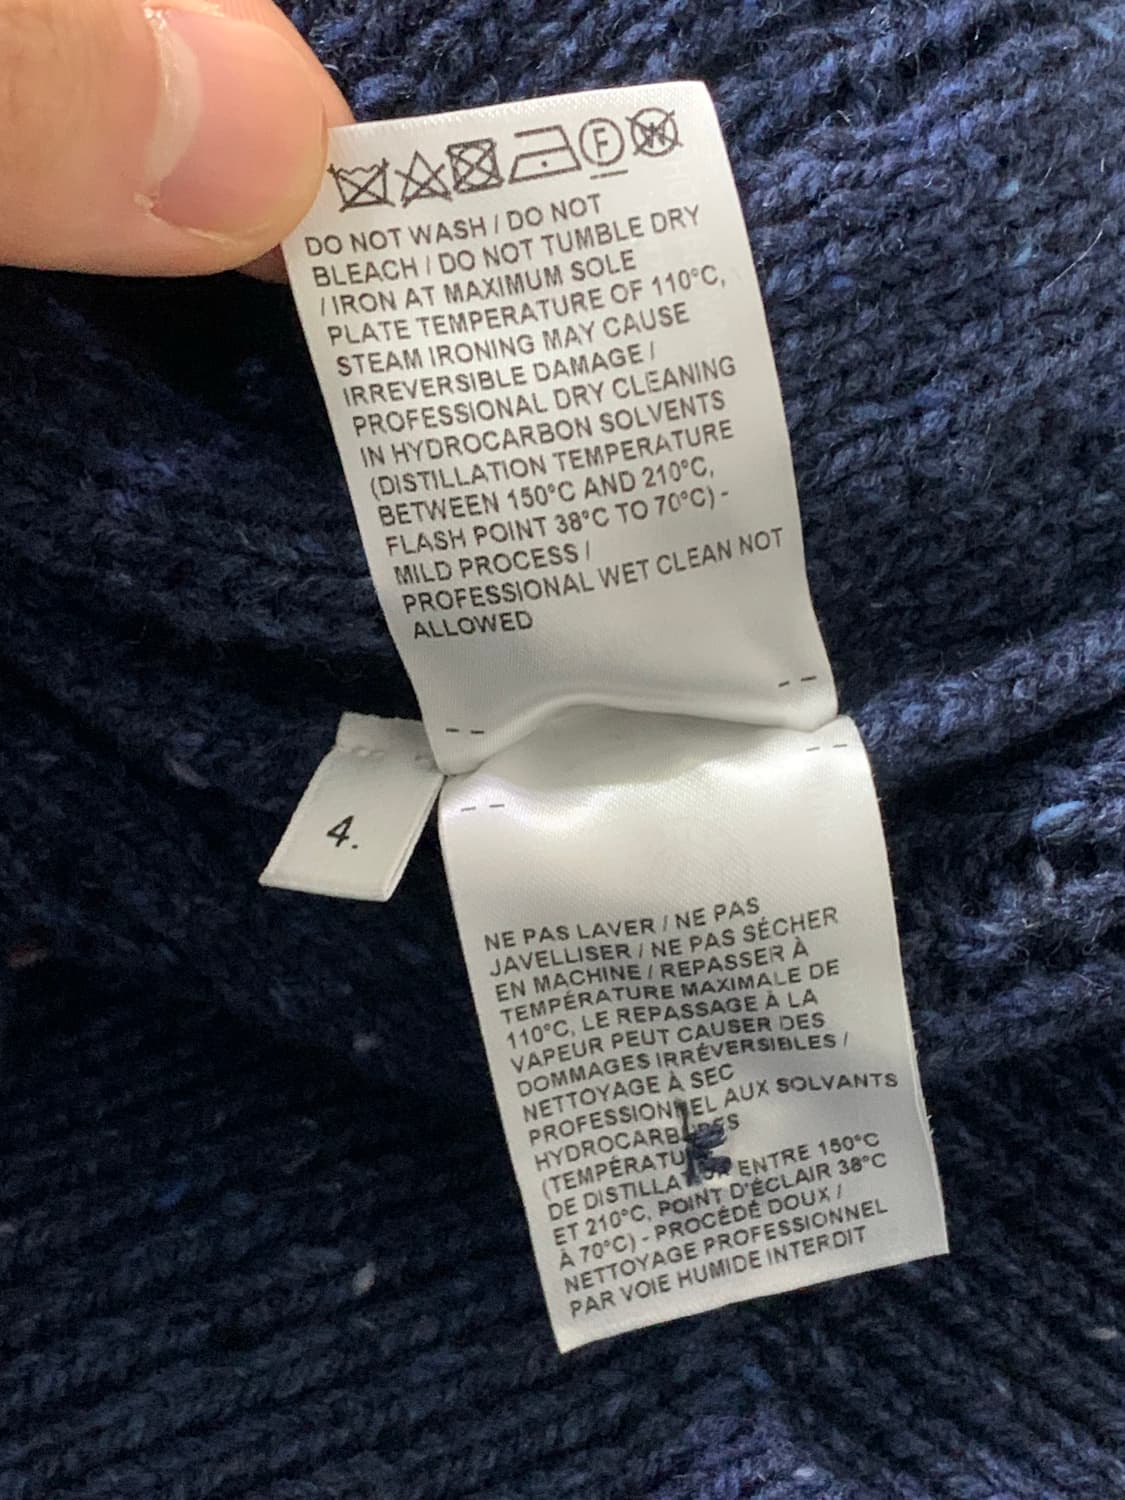 F
W
DO NOT WASH / DO NOT
BLEACH / DO NOT TUMBLE DRY
/ IRON AT MAXIMUM SOLE
PLATE TEMPERATURE OF 110°C,
STEAM IRONING MAY CAUSE
IRREVERSIBLE DAMAGE /
PROFESSIONAL DRY CLEANING
IN HYDROCARBON SOLVENTS
(DISTILLATION TEMPERATURE
BETWEEN 150°C AND 210°C,
FLASH POINT 38°C TO 70°C) -
MILD PROCESS /
PROFESSIONAL WET CLEAN NOT
ALLOWED
4.
NE PAS LAVER / NE PAS
JAVELLISER / NE PAS SÉCHER
EN MACHINE / REPASSER À
TEMPÉRATURE MAXIMALE DE
110°C, LE REPASSAGE À LA
VAPEUR PEUT CAUSER DES
DOMMAGES IRRÉVERSIBLES /
NETTOYAGE À SEC
PROFESSIONNEL AUX SOLVANTS
DE ENTRE 150°C
ET 210°C, POINT D'ÉCLAIR 38°C
À 70°C) - PROCÉDÉ DOUX /
NETTOYAGE PROFESSIONNEL
PAR VOIE HUMIDE INTERDIT